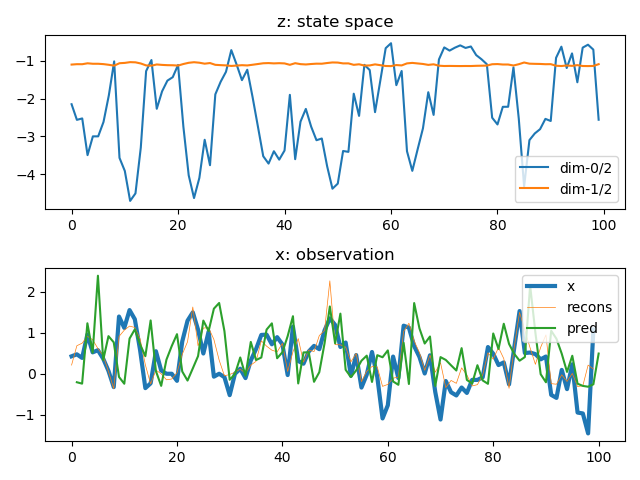 z: state space
−1
−2
−3
−4
dim-0/2
dim-1/2
0 20 40 60 80 100
x: observation
2
1
0
−1
x
recons
pred
0 20 40 60 80 100